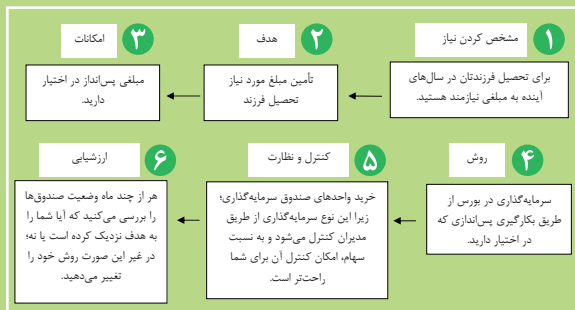 ۱ مشخص کردن نیاز
۲ هدف
۳ امکانات
برای تحصیل فرزندتان در سال‌های
آینده به مبلغی نیازمند هستید.
تأمین مبلغ مورد نیاز
تحصیل فرزند
مبلغی پس‌انداز در اختیار
دارید.
۴ روش
۵ کنترل و نظارت
۶ ارزشیابی
سرمایه‌گذاری در بورس از
طریق بکارگیری پس‌اندازی که
در اختیار دارید.
خرید واحدهای صندوق سرمایه‌گذاری؛
زیرا این نوع سرمایه‌گذاری از طریق
مدیران کنترل می‌شود و به نسبت
سهام، امکان کنترل آن برای شما
راحت‌تر است.
هر از چند ماه وضعیت صندوق‌ها
را بررسی می‌کنید که آیا شما را
به هدف نزدیک کرده است یا نه؛
در غیر این صورت روش خود را
تغییر می‌دهید.